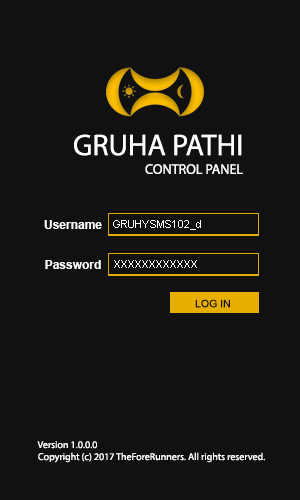 GRUHA PATHI
CONTROL PANEL
Username GRUHYSMS102_d
Password XXXXXXXXXXXX
LOG IN
Version 1.0.0.0
Copyright (c) 2017 TheForeRunners. All rights reserved.